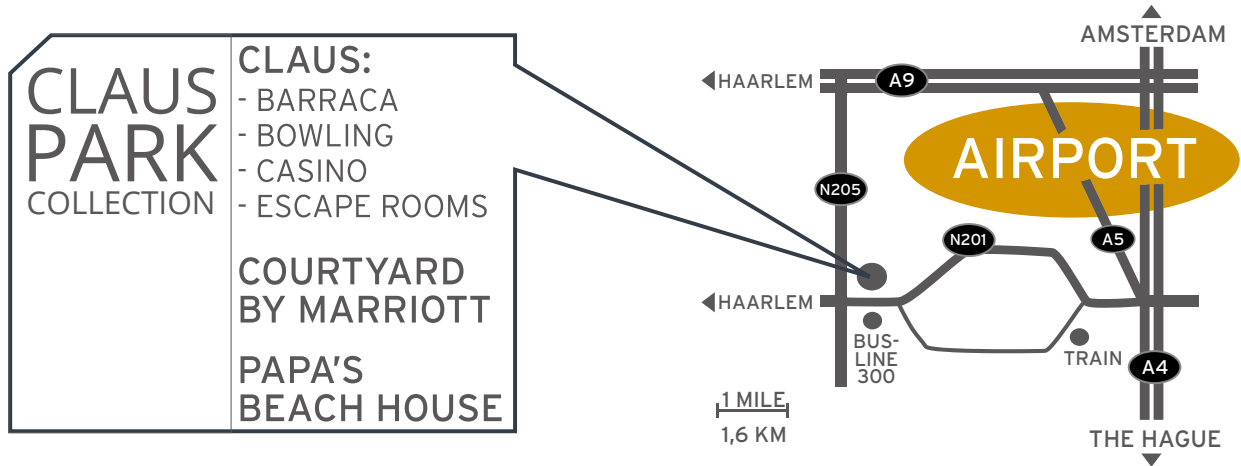 CLAUS
PARK
COLLECTION
CLAUS:
- BARRACA
- BOWLING
- CASINO
- ESCAPE ROOMS
COURTYARD
BY MARRIOTT
PAPA'S
BEACH HOUSE
AMSTERDAM
HAARLEM
A9
AIRPORT
N205
N201
A5
HAARLEM
BUS-
LINE
300
TRAIN
A4
1 MILE
1,6 KM
THE HAGUE